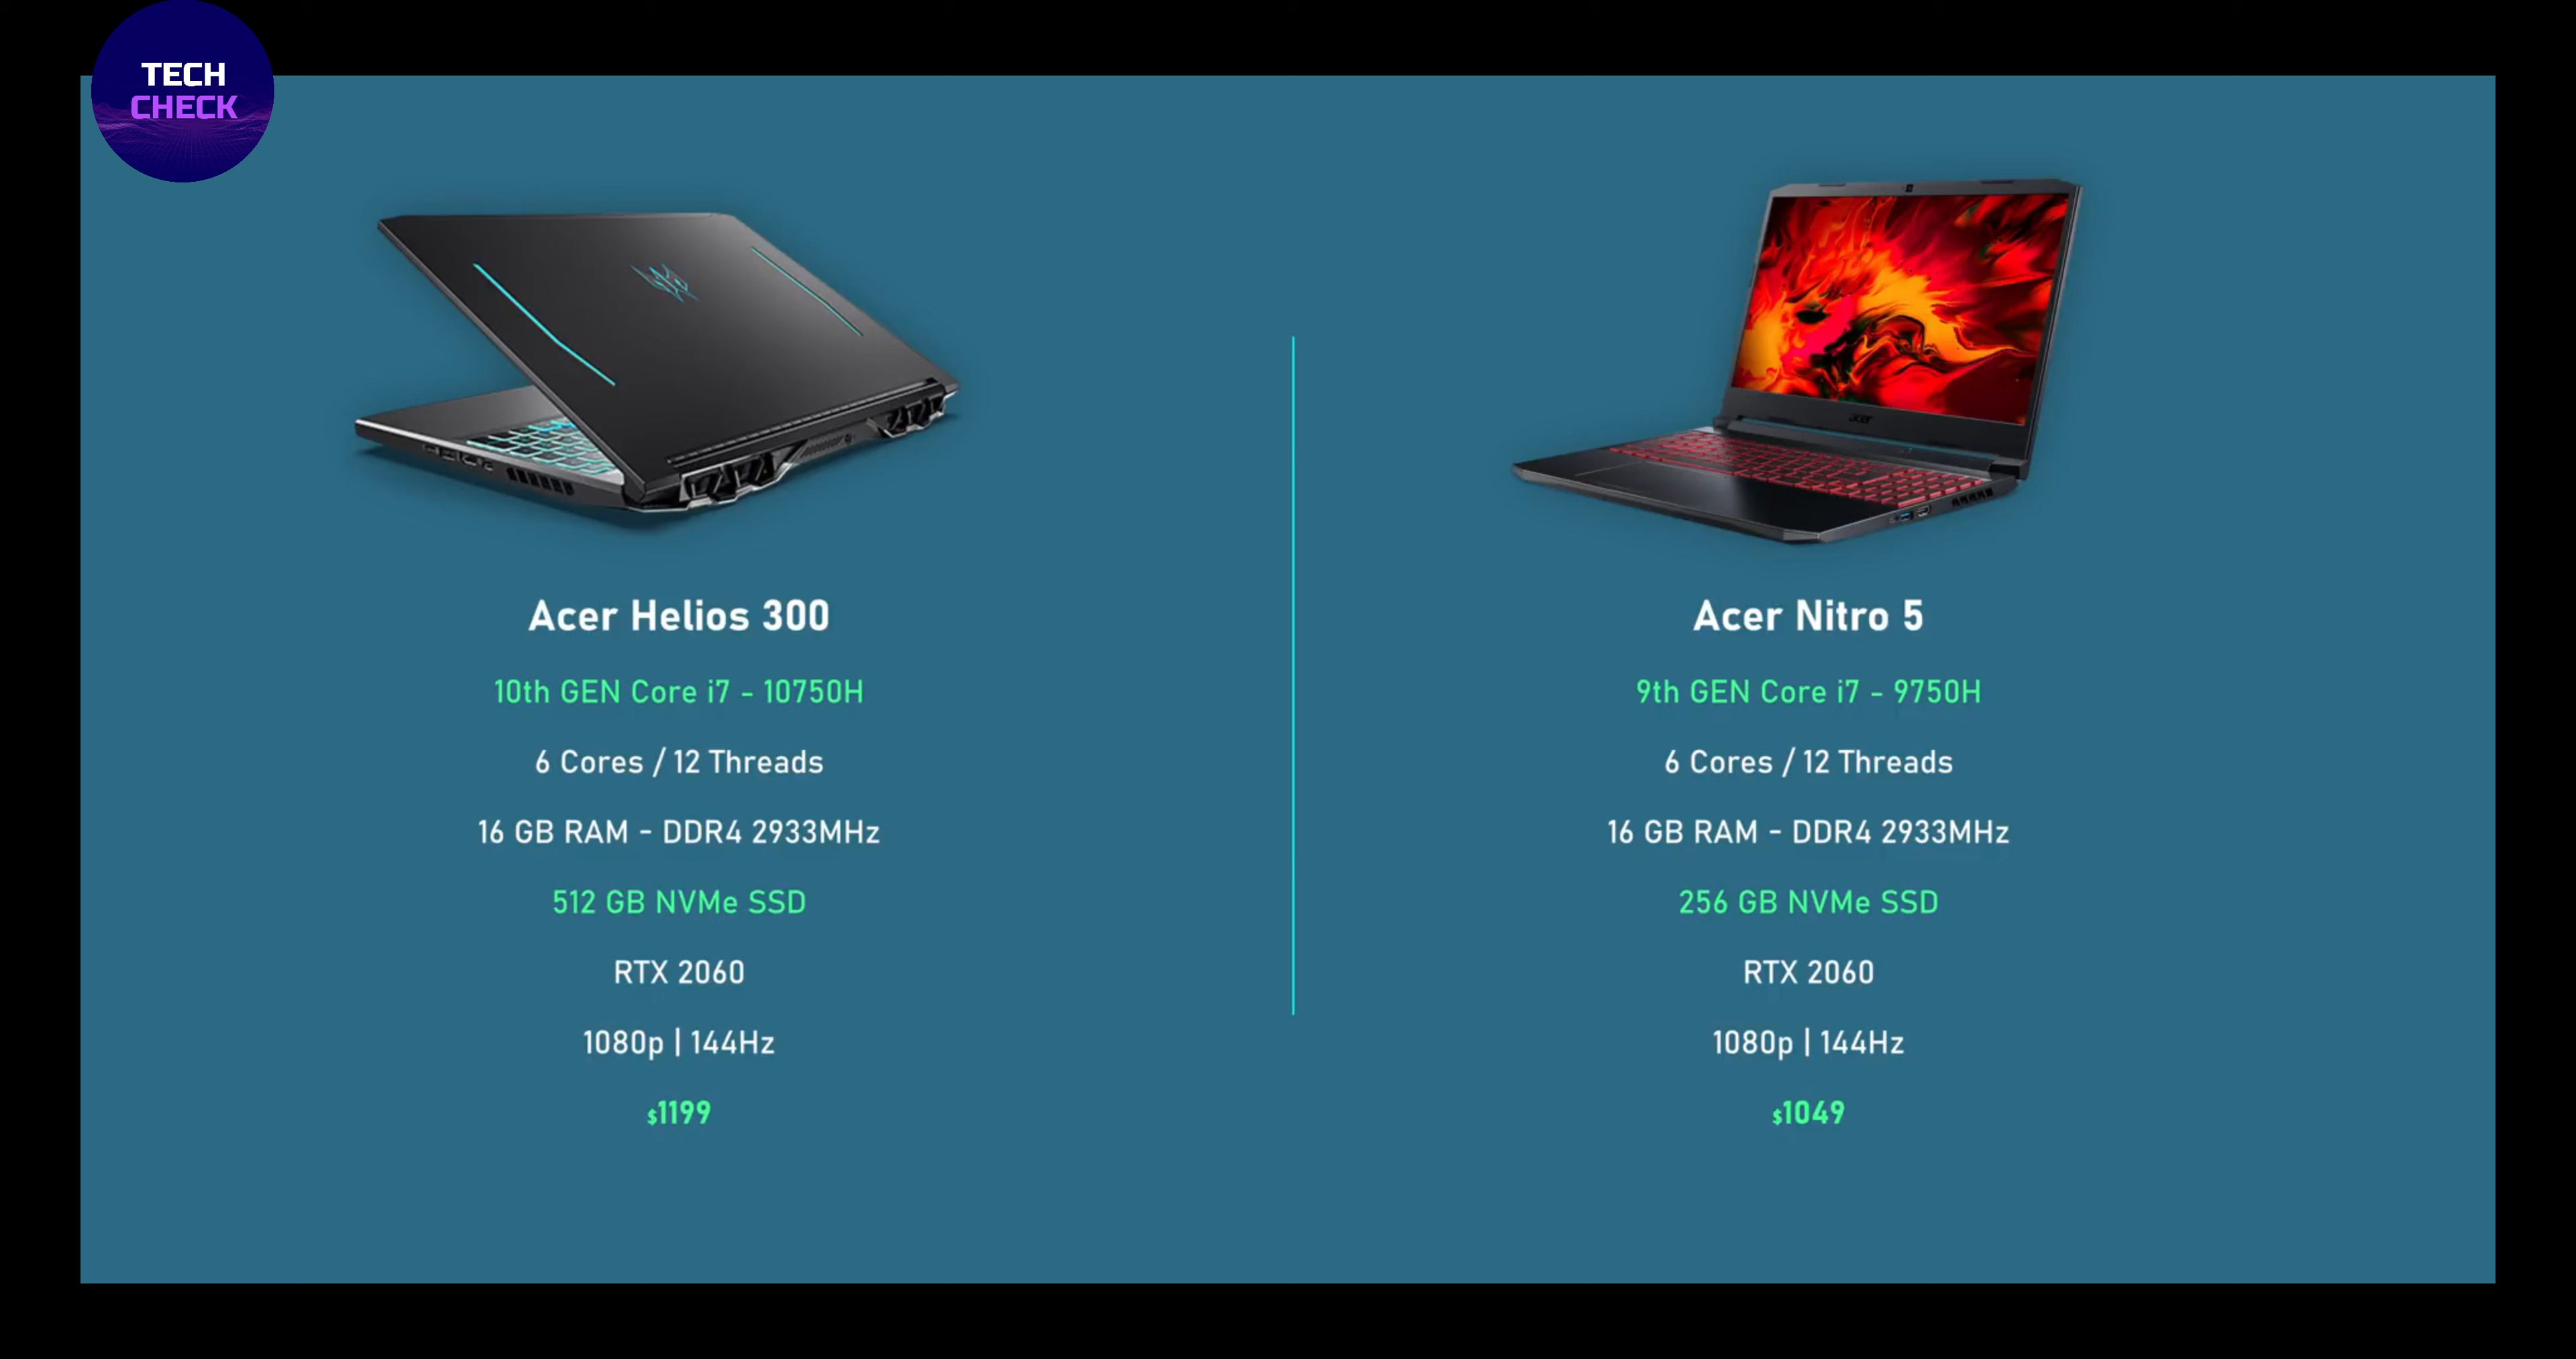 TECH
CHECK
acer
Acer Helios 300
10th GEN Core i7 - 10750H
6 Cores / 12 Threads
16 GB RAM - DDR4 2933MHz
512 GB NVMe SSD
RTX 2060
1080p | 144Hz
$1199
Acer Nitro 5
9th GEN Core i7 - 9750H
6 Cores / 12 Threads
16 GB RAM - DDR4 2933MHz
256 GB NVMe SSD
RTX 2060
1080p | 144Hz
$1049